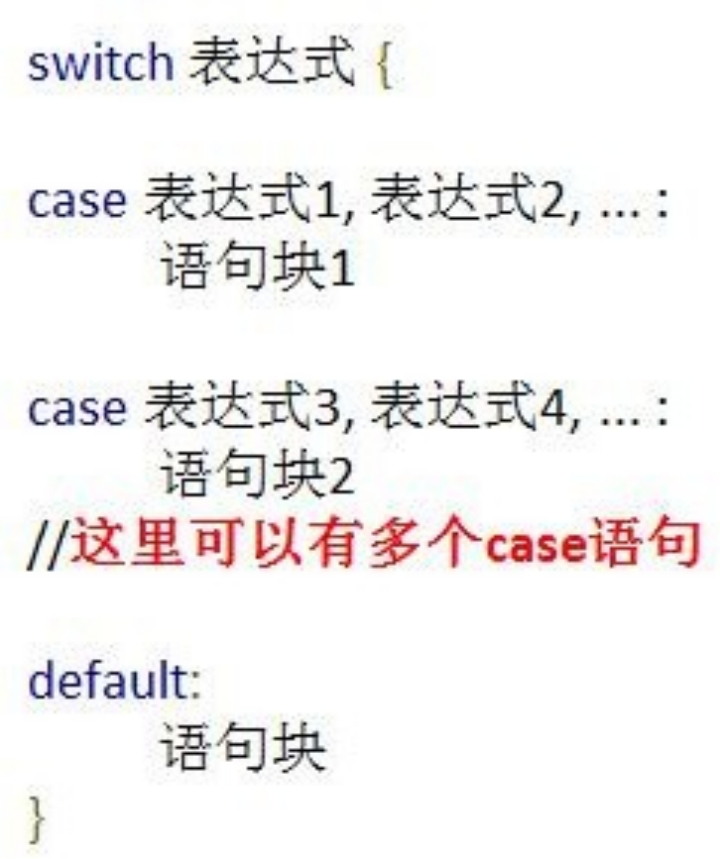 switch 表达式 {
case 表达式1, 表达式2, ... :
语句块1
case 表达式3, 表达式4, ... :
语句块2
//这里可以有多个case语句
default:
语句块
}